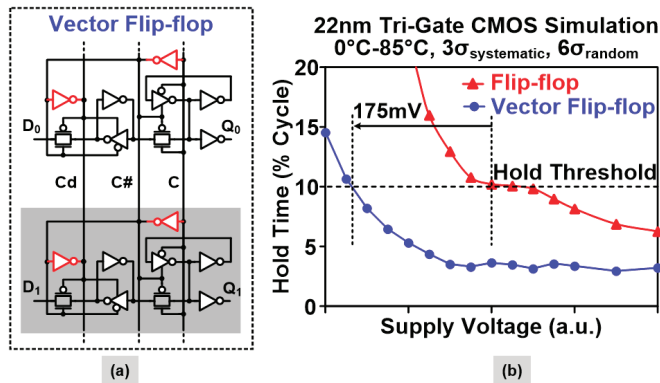 Vector Flip-flop
D0
Q0
Cd
C#
C
D1
Q1
(a)
22nm Tri-Gate CMOS Simulation
0°C-85°C, 3σsystematic, 6σrandom
Hold Time (% Cycle)
20
15
10
5
0
Flip-flop
Vector Flip-flop
175mV
Hold Threshold
Supply Voltage (a.u.)
(b)